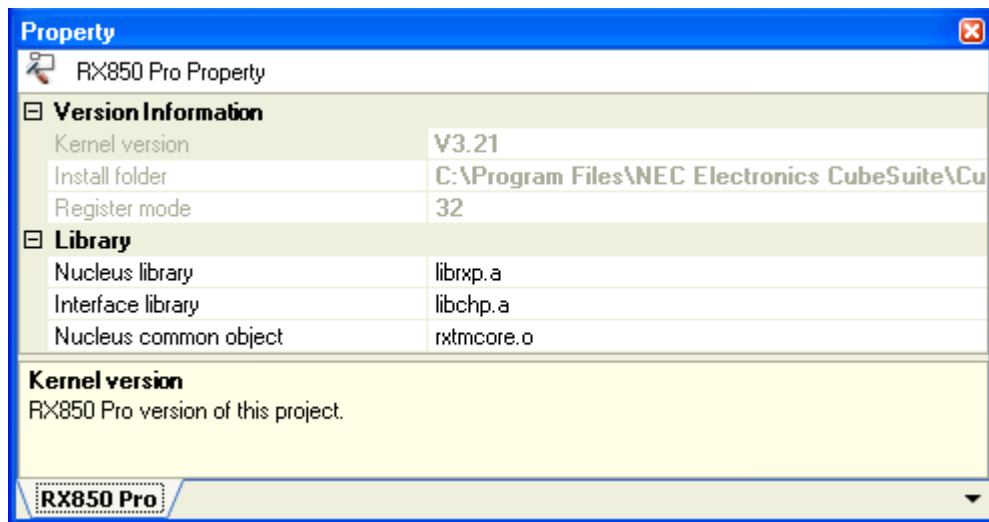 Property
RX850 Pro Property
Version Information
Kernel version V3.21
Install folder C:\Program Files\NEC Electronics CubeSuite\Cu
Register mode 32
Library
Nucleus library librxp.a
Interface library libchp.a
Nucleus common object rxtmcore.o
Kernel version
RX850 Pro version of this project.
RX850 Pro